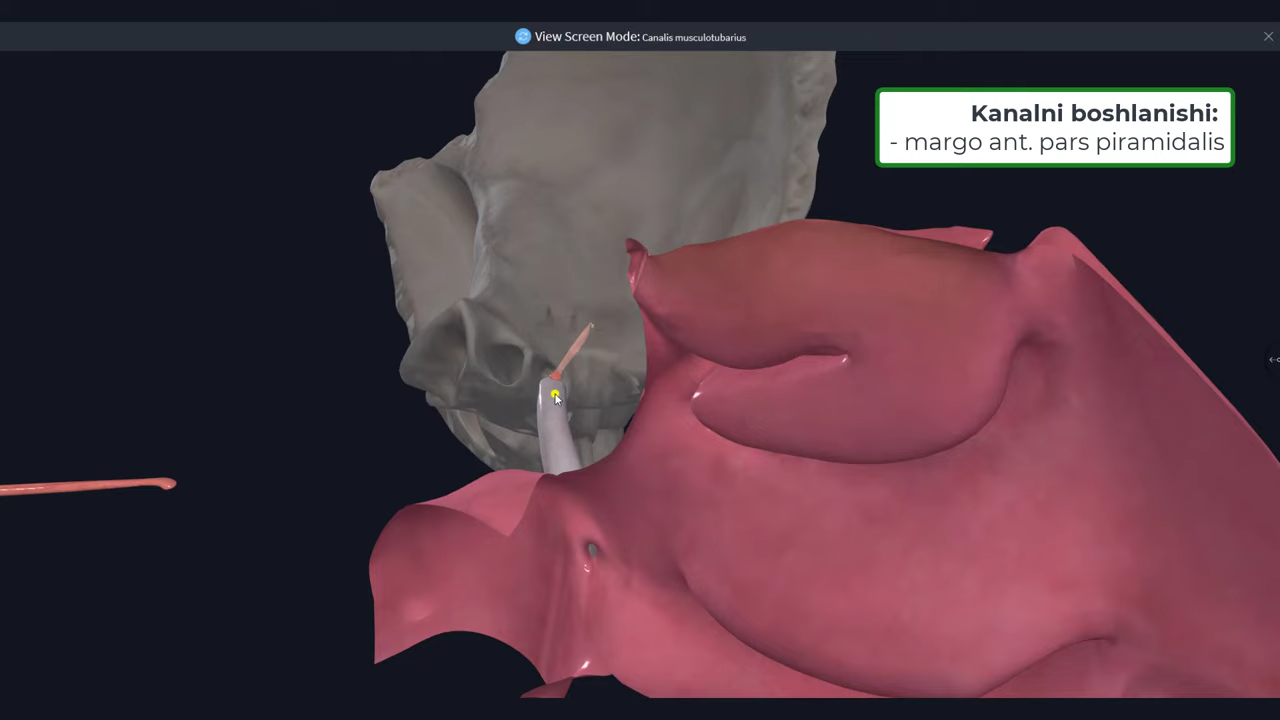 View Screen Mode: Canalis musculotubarius
Kanalni boshlanishi:
- margo ant. pars piramidalis